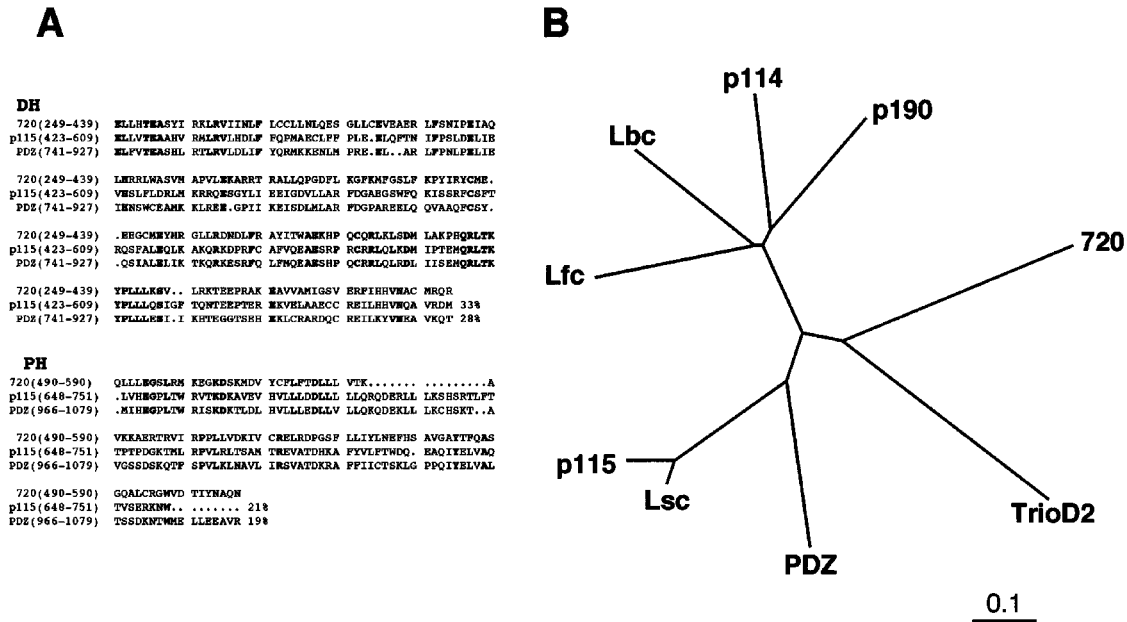 A
DH
720(249-439) ELLHTEASYI RKLRVIINLF LCCLLNLQES GLLCEVEAER LFSNIPEIAQ
p115(423-609) ELLVTEAAHV RMLRVLHDLF FQPMAECLFF PLE.ELQFTN IFPSLDELIE
PDZ(741-927) ELFVTEASHL RTLRVLDLIF YQRMKKENLM PRE.EL..ARL FPNLPELIE
720(249-439) LHRRLWASVM APVLEKARRT RALLQPGDFL KGFKMFGSLF KPYIRYCME.
p115(423-609) VHSLFLDRLM KRRQESGYLI EEIGDVLLAR FDGAEGSWFQ KISSRFCSFT
PDZ(741-927) IENSWCEAMK KLREE.GPII KEISDLMLAR FDGPAREELQ QVAAQFCSY.
720(249-439) .EHGCMEYMR GLLRDNDLFR AYITWAEKHP QCQRLKLSDM LAKPHQRLTK
p115(423-609) RQSFALEQLK AKQRKDPRFC AFVQEAESRP RCRRLQLKDM IPTEMQRLTK
PDZ(741-927) .QSIALELIK TKQRKESRFQ LFMQEAESHP QCRRLQLRDL IISEMQRLTK
720(249-439) YPLLLKSV.. LRKTEEPRAK EAVVAMIGSV ERFIHHVNAC MRQR
p115(423-609) YPLLLQSIGF TQNTEEPTER EKVELAAECC REILHHVNQA VRDM 33%
PDZ(741-927) YPLLLESI.I KHTEGGTSEH EKLCRARDQC REILKYVNEA VKQT 28%
PH
720(490-590) QLLLEGSLRM KEGKDSKMDV YCFLFTDLLL VTK....... .........A
p115(648-751) .LVHEGPLTW RVTKDKAVEV HVLLLDDLLL LLQRQDERLL LKSHSRTLFT
PDZ(966-1079) .MIHEGPLTW RISKDKTLDL HVLLLEDLLV LLQKQDEKLL LKCHSKT..A
720(490-590) VKKAERTRVI RPPLLVDKIV CRELRDPGSF LLIYLNEFHS AVGAYTFQAS
p115(648-751) TPTPDGKTML RPVLRLTSAM TREVATDHKA FYVLFTWDQ. EAQIYELVAQ
PDZ(966-1079) VGSSDSKQTF SPVLKLNAVL IRSVATDKRA FFIICTSKLG PPQIYELVAL
720(490-590) GQALCRGWVD TIYNAQN
p115(648-751) TVSERKNW.. ....... 21%
PDZ(966-1079) TSSDKNTWME LLEEAVR 19%
B
p114
p190
Lbc
720
Lfc
p115
Lsc
TrioD2
PDZ
0.1